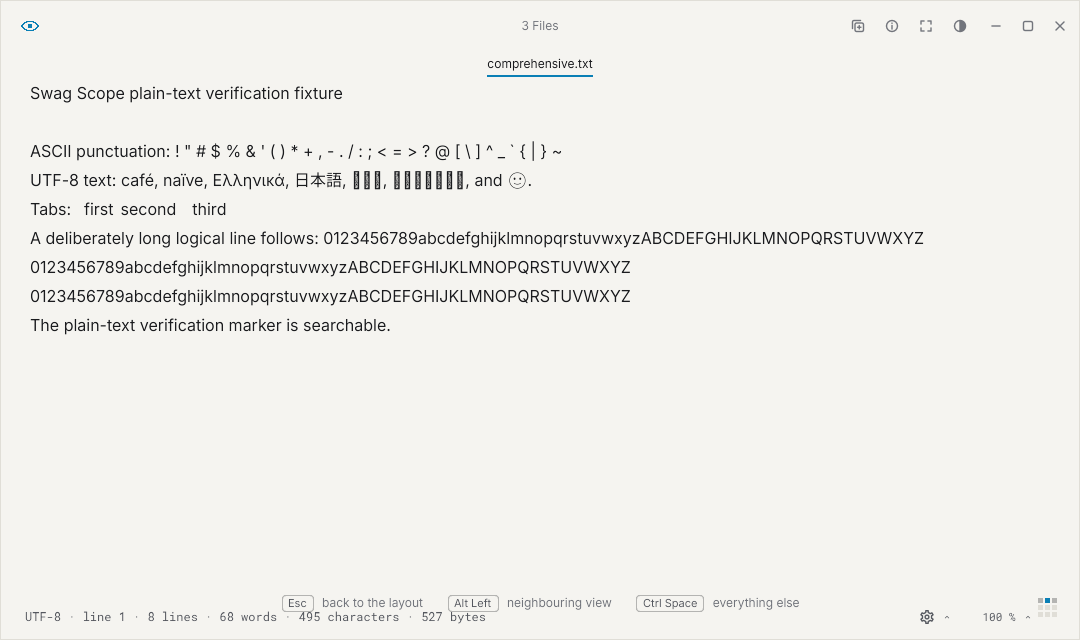 3 Files
comprehensive.txt
Swag Scope plain-text verification fixture
ASCII punctuation: ! " # $ % & ' ( ) * + , - . / : ; < = > ? @ [ \ ] ^ _ ` { | } ~
UTF-8 text: café, naïve, Ελληνικά, 日本語, , , and 🙂.
Tabs: first second third
A deliberately long logical line follows: 0123456789abcdefghijklmnopqrstuvwxyzABCDEFGHIJKLMNOPQRSTUVWXYZ
0123456789abcdefghijklmnopqrstuvwxyzABCDEFGHIJKLMNOPQRSTUVWXYZ
0123456789abcdefghijklmnopqrstuvwxyzABCDEFGHIJKLMNOPQRSTUVWXYZ
The plain-text verification marker is searchable.
Esc back to the layout Alt Left neighbouring view Ctrl Space everything else
UTF-8 · line 1 · 8 lines · 68 words · 495 characters · 527 bytes
100 %